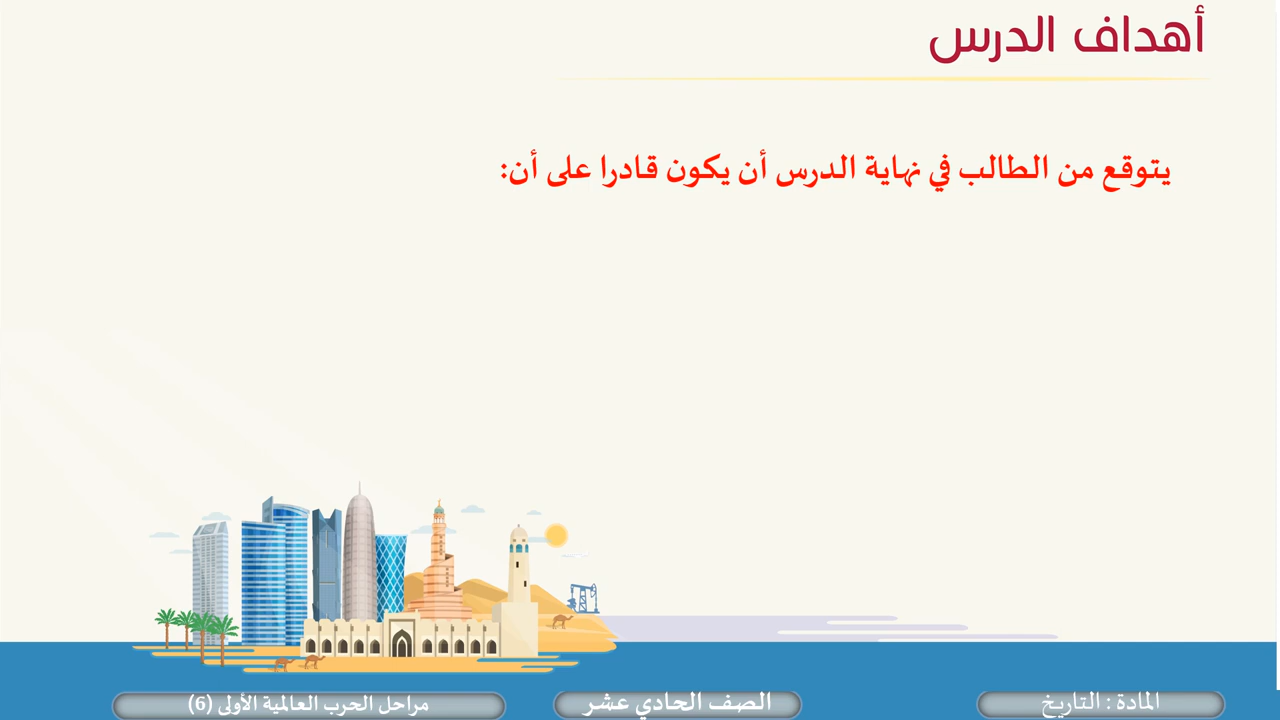 أهداف الدرس
يتوقع من الطالب في نهاية الدرس أن يكون قادرا على أن:
المادة : التاريخ
الصف الحادي عشر
مراحل الحرب العالمية الأولى (6)